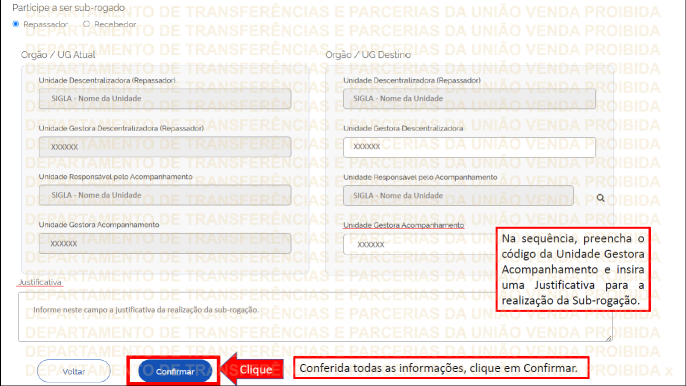 Participe a ser sub-rogado
Repassador Recebedor
Orgão / UG Atual
Orgão / UG Destino
Unidade Descentralizadora (Repassador)
SIGLA - Nome da Unidade
Unidade Descentralizadora (Repassador)
SIGLA - Nome da Unidade
Unidade Gestora Descentralizadora (Repassador)
XXXXXX
Unidade Gestora Descentralizadora
XXXXXX
Unidade Responsável pelo Acompanhamento
SIGLA - Nome da Unidade
Unidade Responsável pelo Acompanhamento
SIGLA - Nome da Unidade
Unidade Gestora Acompanhamento
XXXXXX
Unidade Gestora Acompanhamento
XXXXXX
Na sequência, preencha o
código da Unidade Gestora
Acompanhamento e insira
uma Justificativa para a
realização da Sub-rogação.
Justificativa
Informe neste campo a justificativa da realização da sub-rogação.
Voltar
Confirmar
Clique
Conferida todas as informações, clique em Confirmar.
DEPARTAMENTO DE TRANSFERÊNCIAS E PARCERIAS DA UNIÃO VENDA PROIBIDA